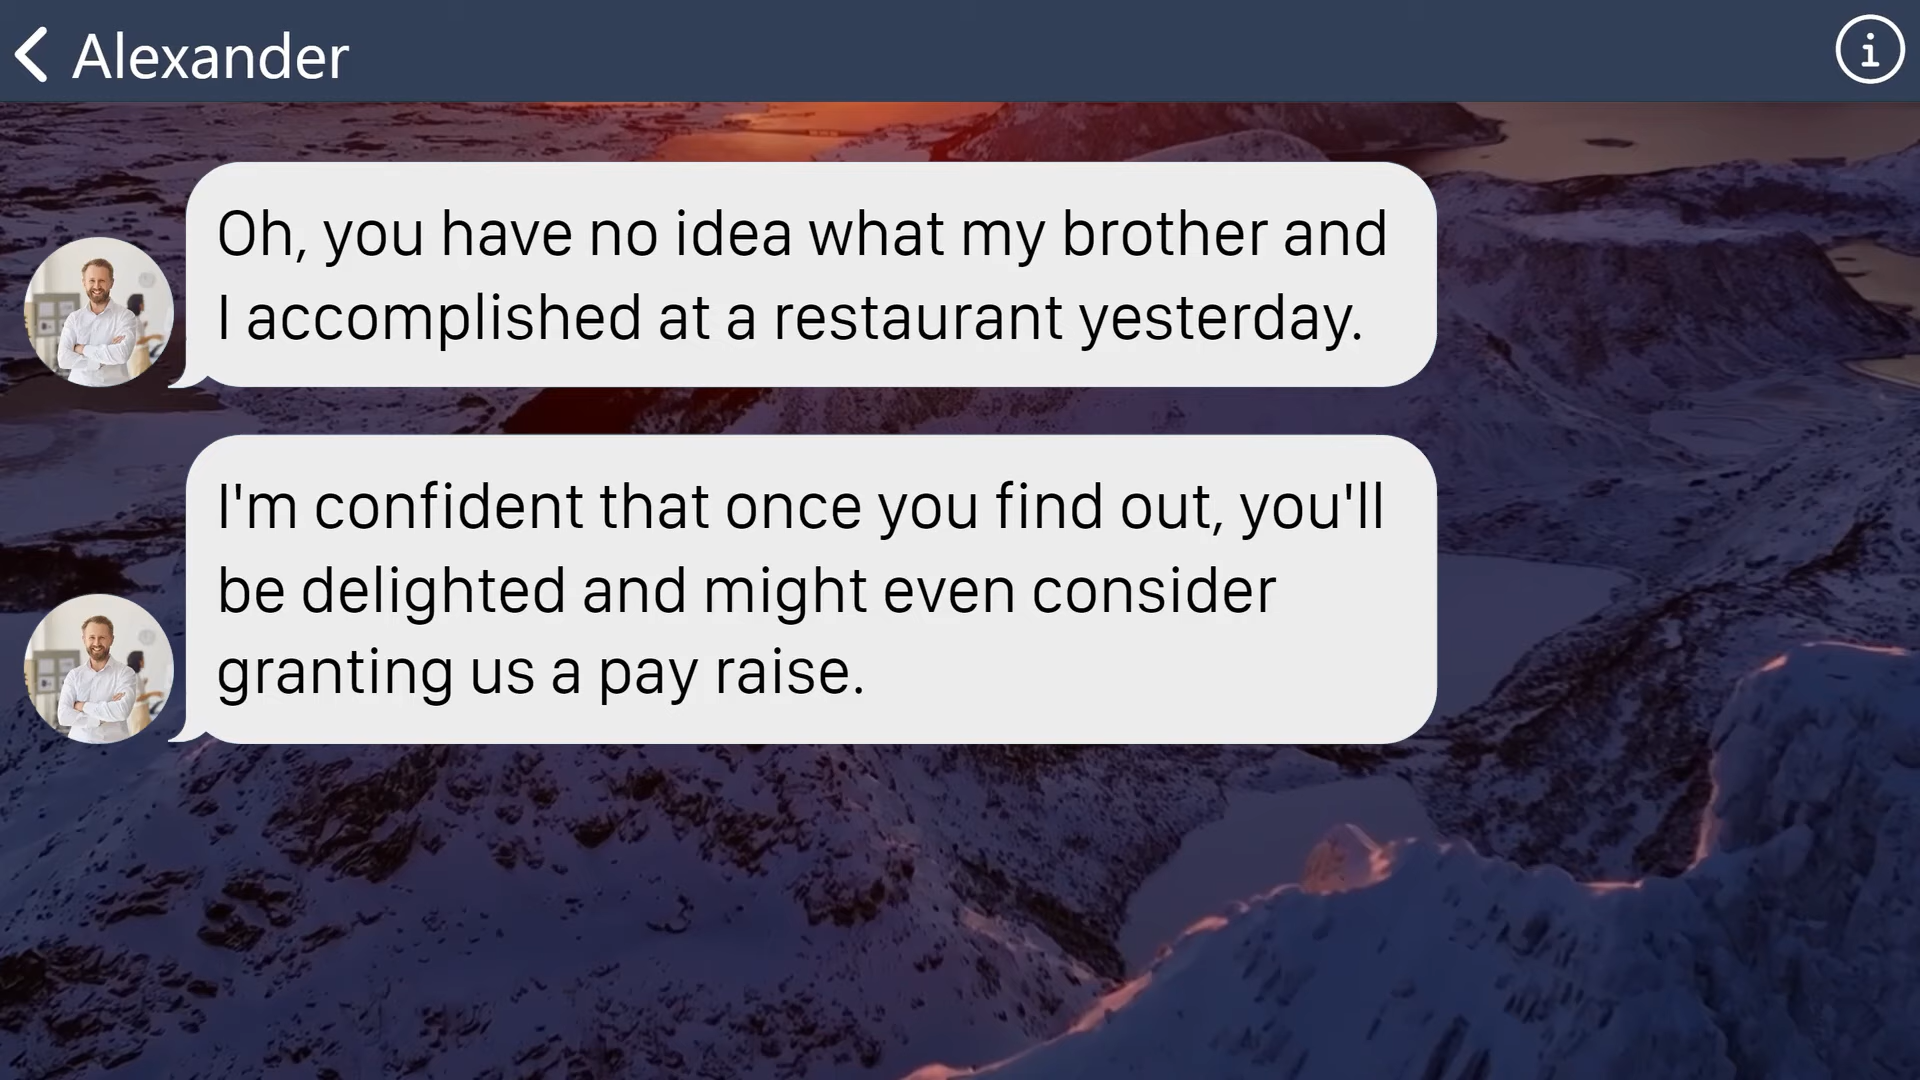 Alexander
Oh, you have no idea what my brother and
I accomplished at a restaurant yesterday.
I'm confident that once you find out, you'll
be delighted and might even consider
granting us a pay raise.